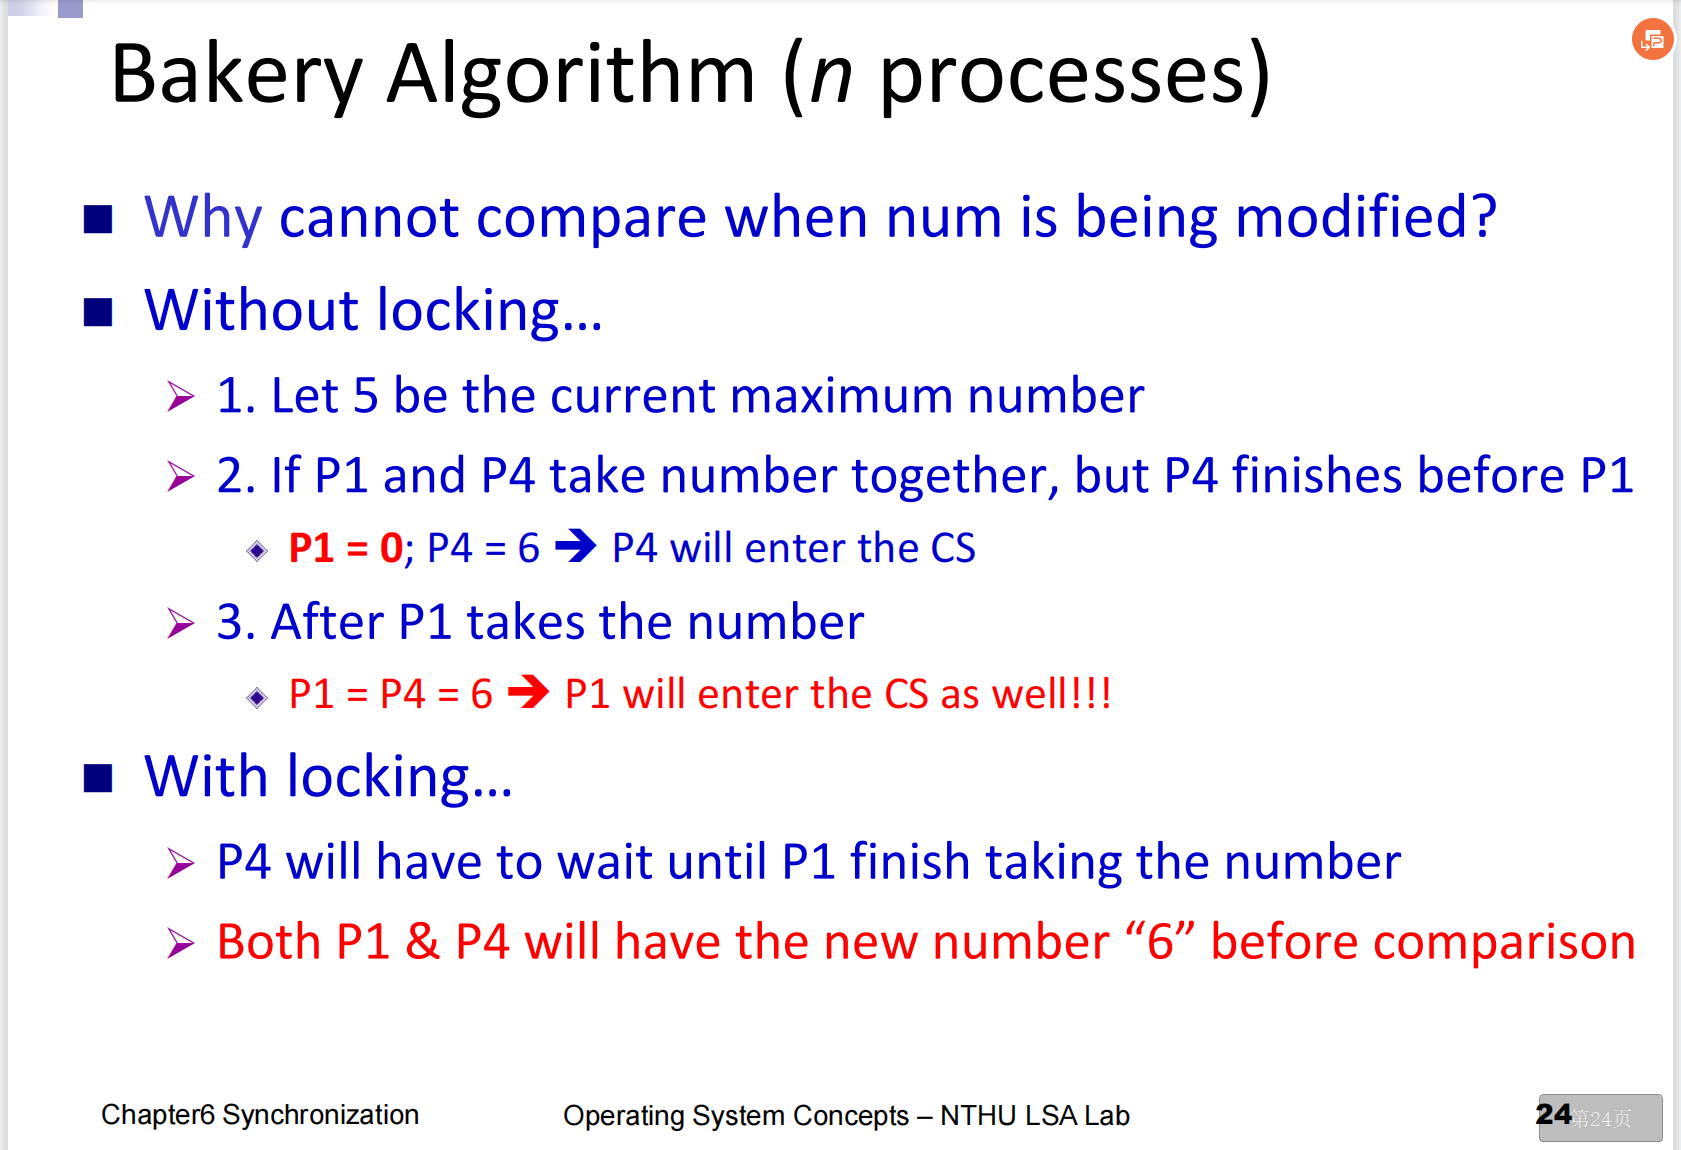 Bakery Algorithm (n processes)
Why cannot compare when num is being modified?
Without locking…
1. Let 5 be the current maximum number
2. If P1 and P4 take number together, but P4 finishes before P1
P1 = 0; P4 = 6 ➔ P4 will enter the CS
3. After P1 takes the number
P1 = P4 = 6 ➔ P1 will enter the CS as well!!!
With locking…
P4 will have to wait until P1 finish taking the number
Both P1 & P4 will have the new number “6” before comparison
Chapter6 Synchronization
Operating System Concepts – NTHU LSA Lab
24
第24页